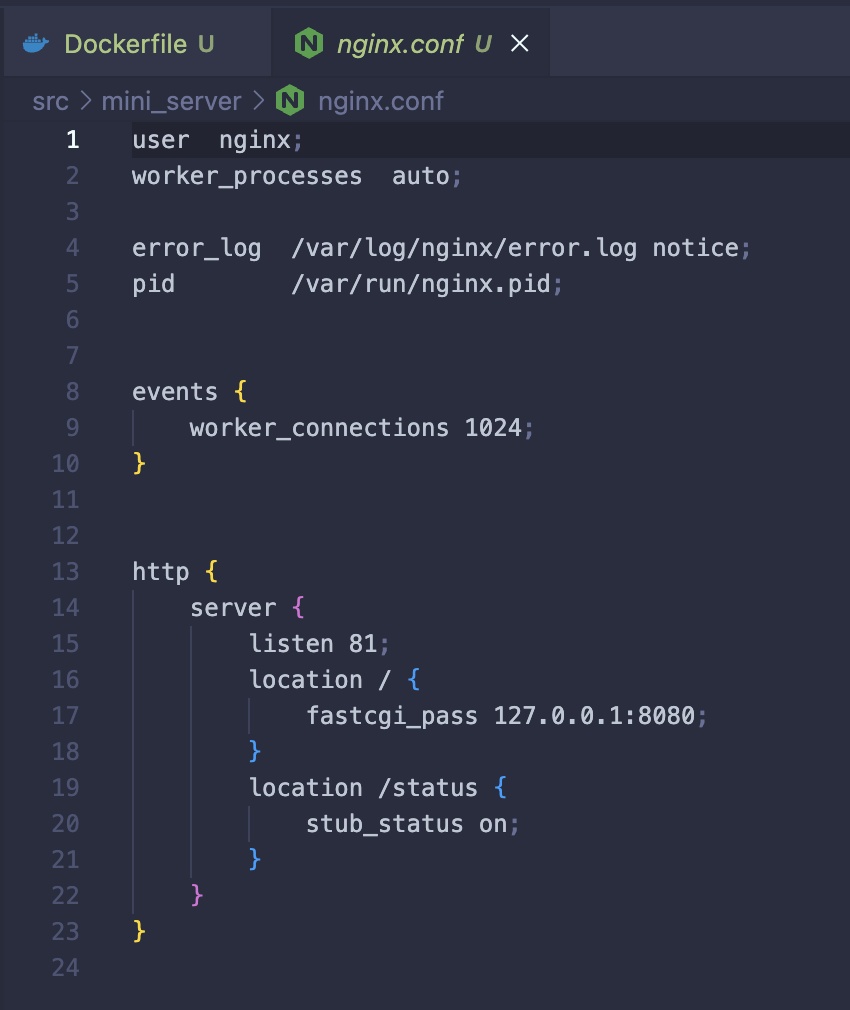 Dockerfile U
nginx.conf U
src > mini_server > nginx.conf
1 user  nginx;
2 worker_processes  auto;
3
4 error_log  /var/log/nginx/error.log notice;
5 pid        /var/run/nginx.pid;
6
7
8 events {
9     worker_connections 1024;
10 }
11
12
13 http {
14     server {
15         listen 81;
16         location / {
17             fastcgi_pass 127.0.0.1:8080;
18         }
19         location /status {
20             stub_status on;
21         }
22     }
23 }
24